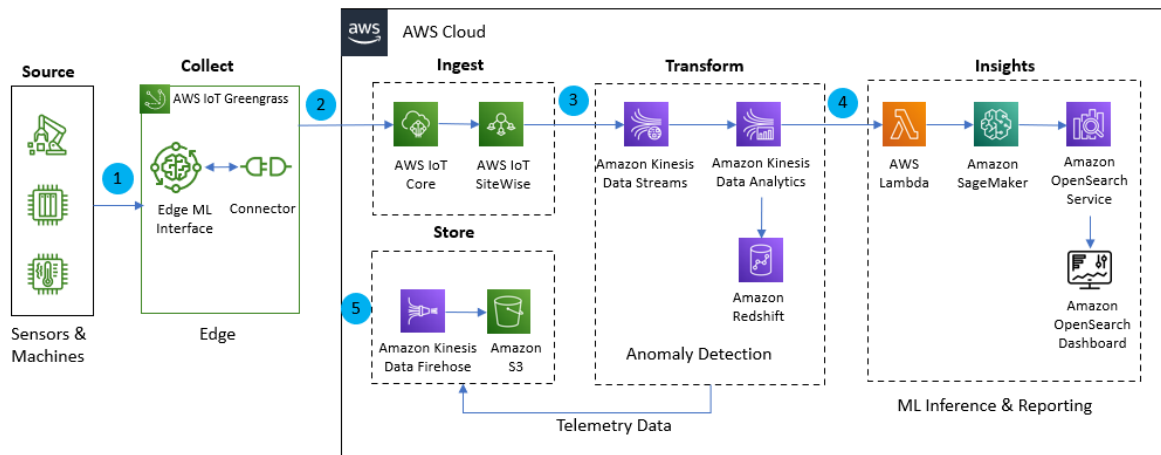 aws
AWS Cloud
Source
Collect
Ingest
Transform
Insights
AWS IoT Greengrass
1
2
3
4
5
Edge ML
Interface
Connector
AWS IoT
Core
AWS IoT
SiteWise
Amazon Kinesis
Data Streams
Amazon Kinesis
Data Analytics
AWS
Lambda
Amazon
SageMaker
Amazon
OpenSearch
Service
Store
Amazon Kinesis
Data Firehose
Amazon
S3
Amazon
Redshift
Amazon
OpenSearch
Dashboard
Sensors &
Machines
Edge
Anomaly Detection
ML Inference & Reporting
Telemetry Data